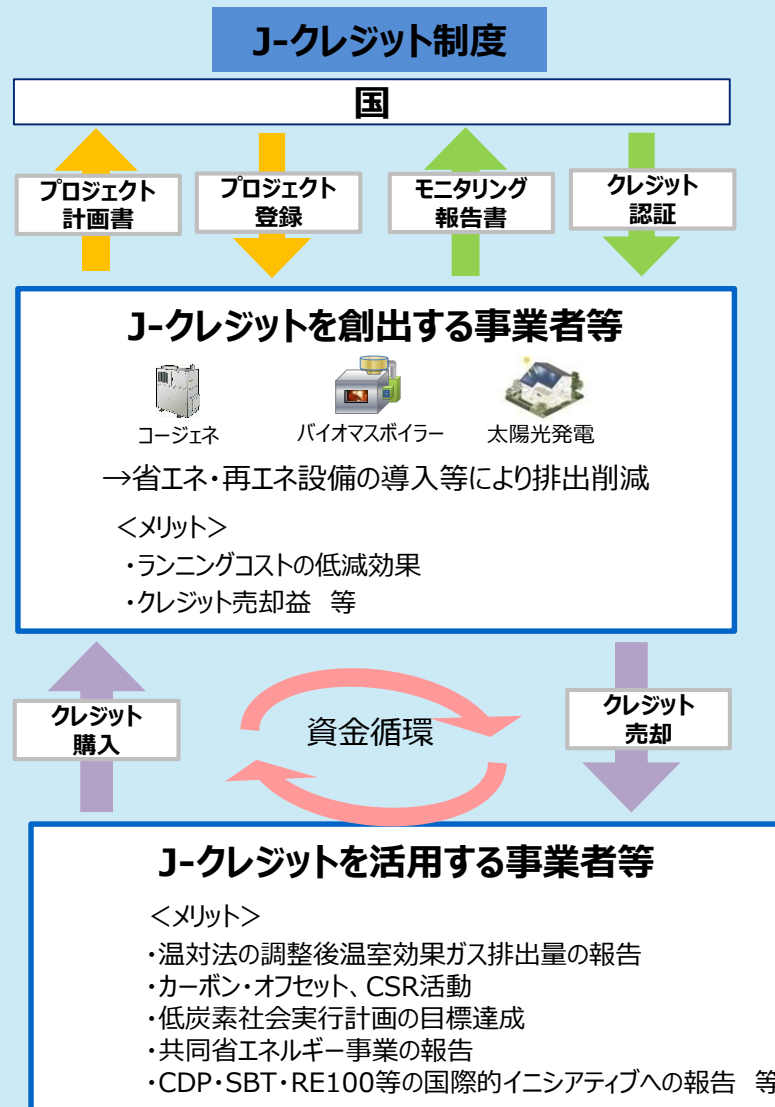 J-クレジット制度
国
プロジェクト
計画書
プロジェクト
登録
モニタリング
報告書
クレジット
認証
J-クレジットを創出する事業者等
コージェネ
バイオマスボイラー
太陽光発電
→省エネ・再エネ設備の導入等により排出削減
＜メリット＞
・ランニングコストの低減効果
・クレジット売却益　等
クレジット
購入
資金循環
クレジット
売却
J-クレジットを活用する事業者等
＜メリット＞
・温対法の調整後温室効果ガス排出量の報告
・カーボン・オフセット、CSR活動
・低炭素社会実行計画の目標達成
・共同省エネルギー事業の報告
・CDP・SBT・RE100等の国際的イニシアティブへの報告　等